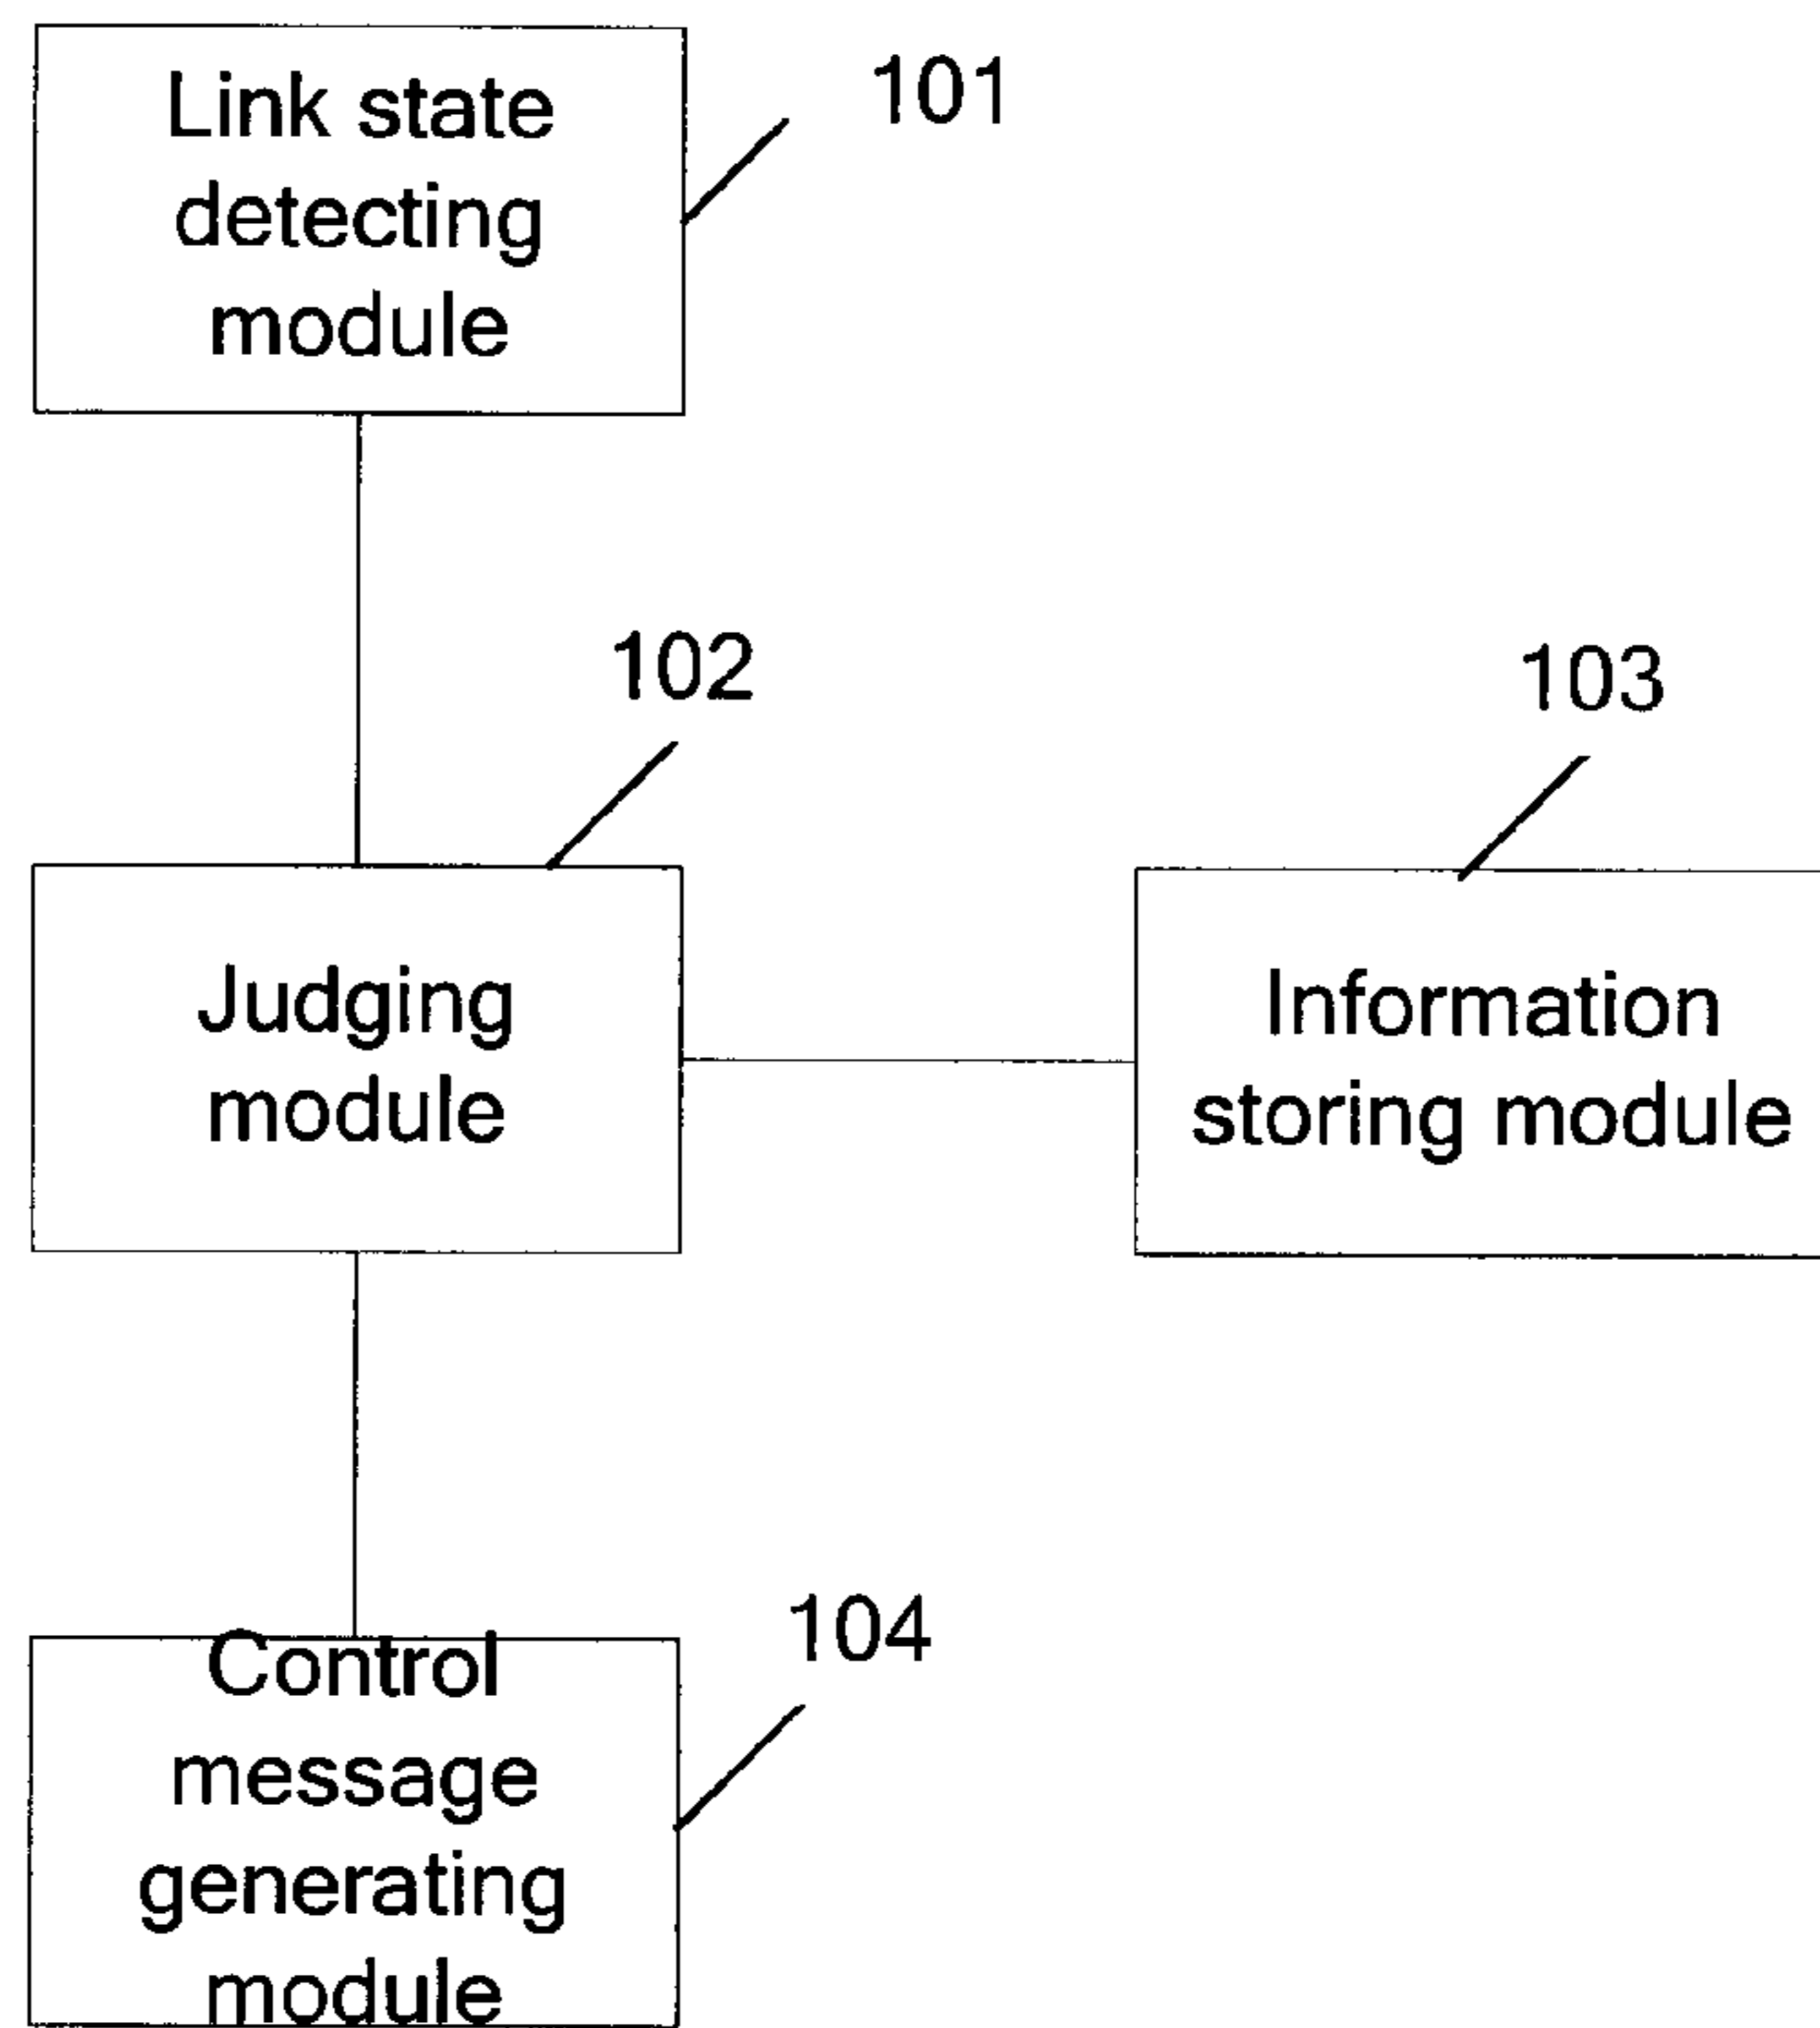 Link state
detecting
module
101
102
103
Judging
module
Information
storing module
104
Control
message
generating
module